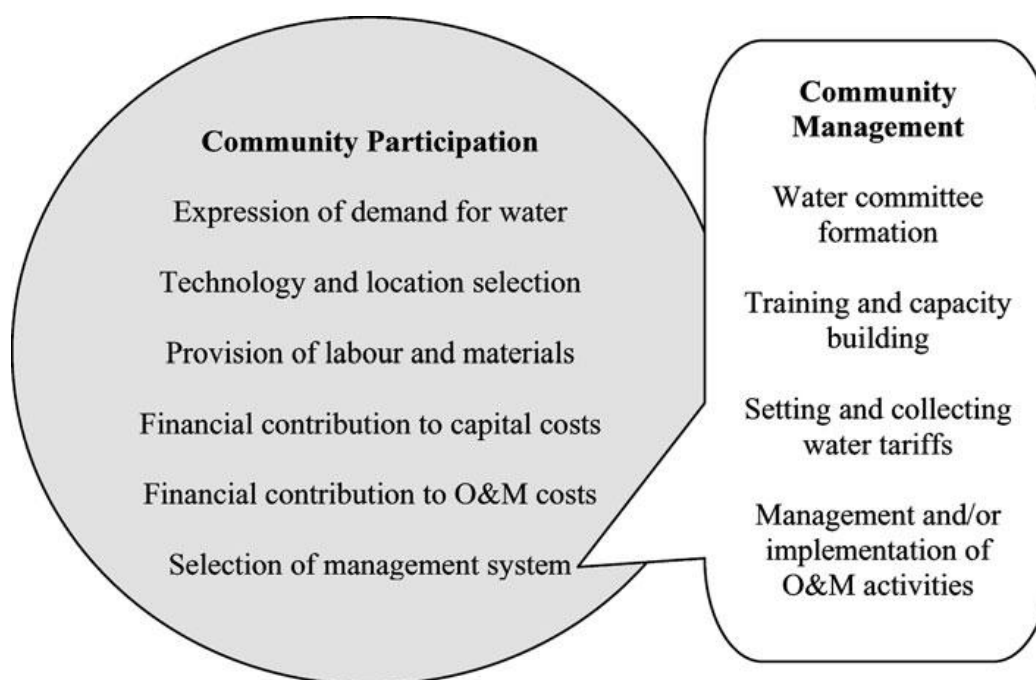 Community Participation
Expression of demand for water
Technology and location selection
Provision of labour and materials
Financial contribution to capital costs
Financial contribution to O&M costs
Selection of management system
Community
Management
Water committee
formation
Training and capacity
building
Setting and collecting
water tariffs
Management and/or
implementation of
O&M activities